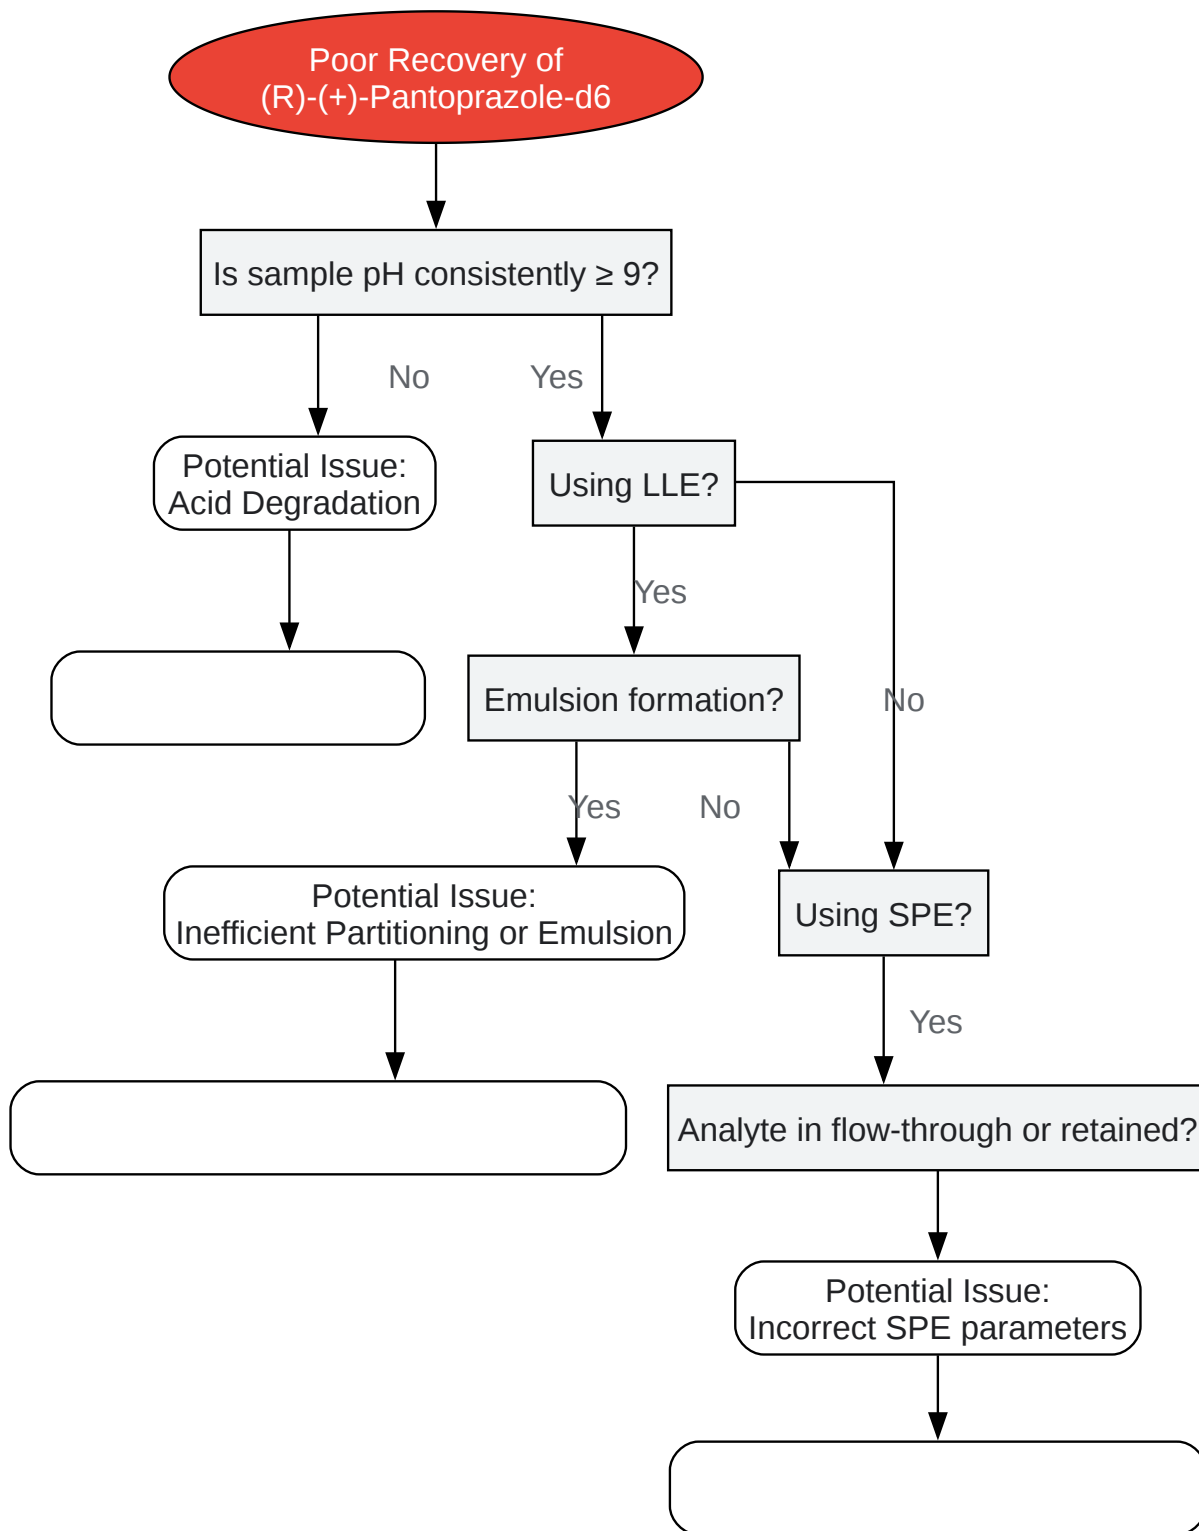 Poor Recovery of
(R)-(+)-Pantoprazole-d6
Is sample pH consistently ≥ 9?
No
Yes
Potential Issue:
Acid Degradation
Using LLE?
Yes
Emulsion formation?
No
Yes
No
Potential Issue:
Inefficient Partitioning or Emulsion
Using SPE?
Yes
Analyte in flow-through or retained?
Potential Issue:
Incorrect SPE parameters